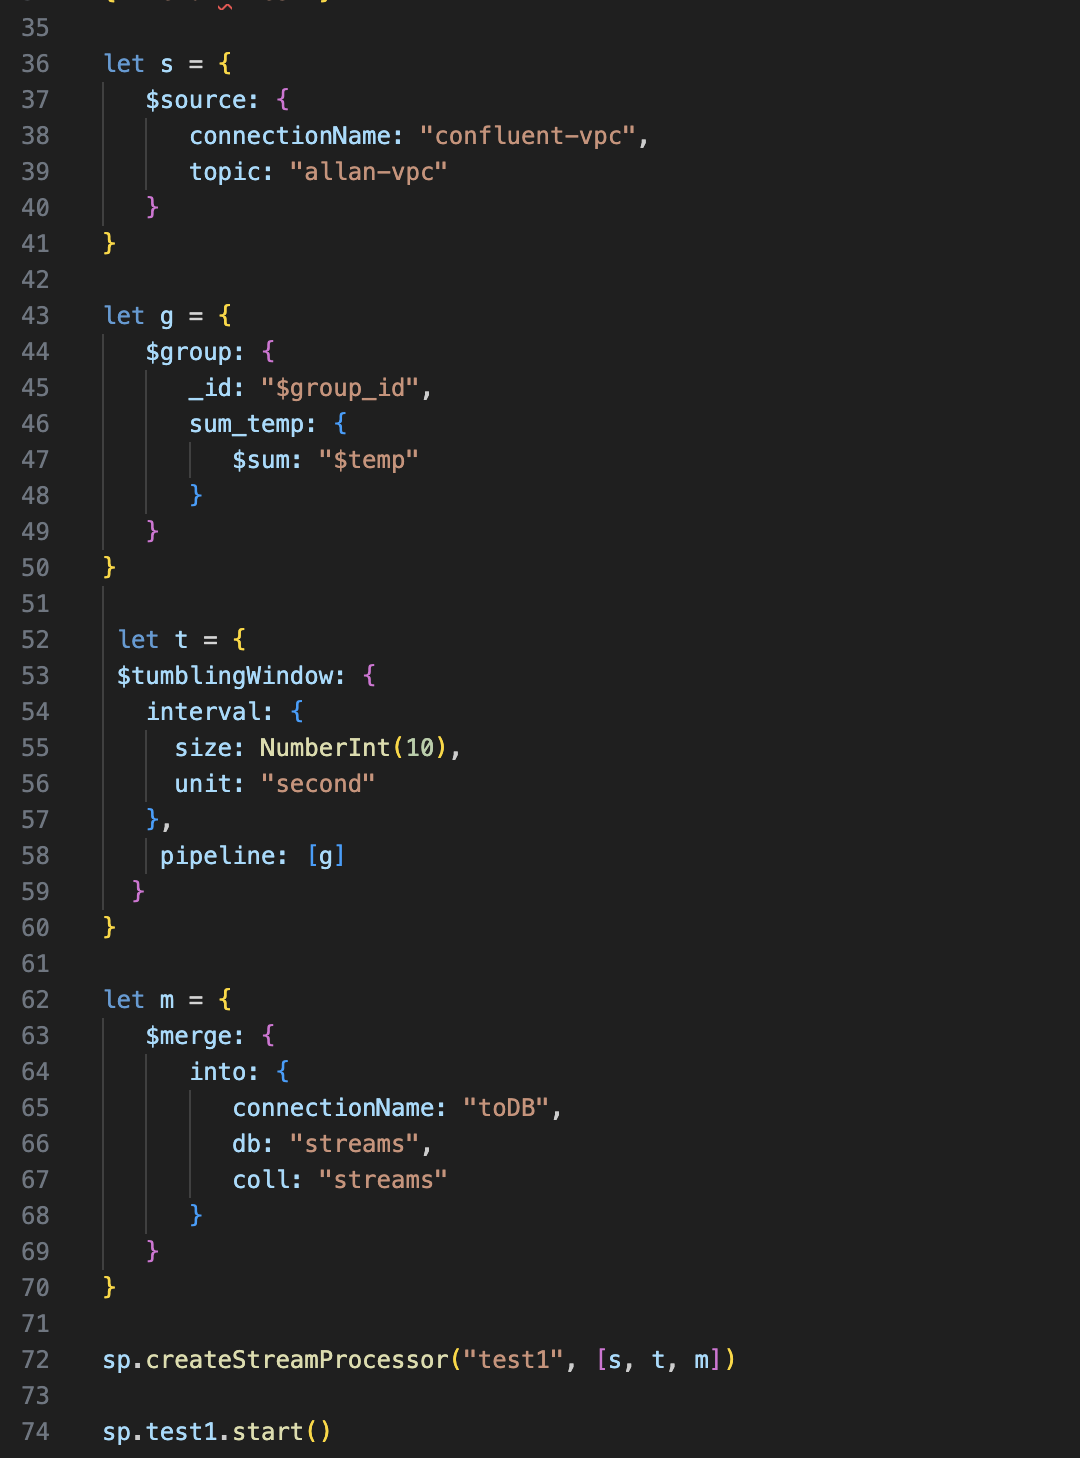 35
36 let s = {
37 $source: {
38 connectionName: "confluent-vpc",
39 topic: "allan-vpc"
40 }
41 }
42
43 let g = {
44 $group: {
45 _id: "$group_id",
46 sum_temp: {
47 $sum: "$temp"
48 }
49 }
50 }
51
52 let t = {
53 $tumblingWindow: {
54 interval: {
55 size: NumberInt(10),
56 unit: "second"
57 },
58 pipeline: [g]
59 }
60 }
61
62 let m = {
63 $merge: {
64 into: {
65 connectionName: "toDB",
66 db: "streams",
67 coll: "streams"
68 }
69 }
70 }
71
72 sp.createStreamProcessor("test1", [s, t, m])
73
74 sp.test1.start()